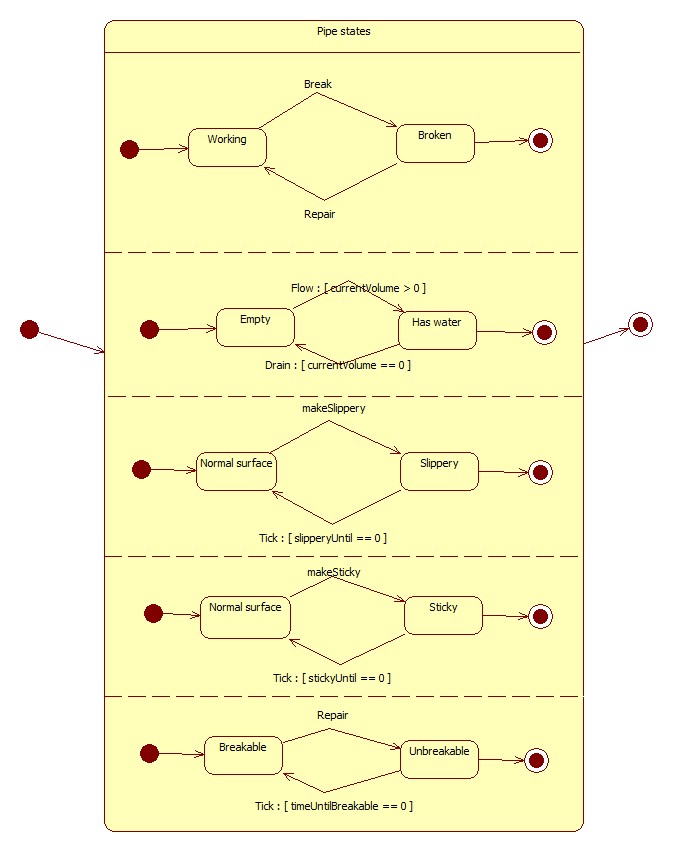 Pipe states
Break
Working
Broken
Repair
Flow : [ currentVolume > 0 ]
Empty
Has water
Drain : [ currentVolume == 0 ]
makeSlippery
Normal surface
Slippery
Tick : [ slipperyUntil == 0 ]
makeSticky
Normal surface
Sticky
Tick : [ stickyUntil == 0 ]
Repair
Breakable
Unbreakable
Tick : [ timeUntilBreakable == 0 ]